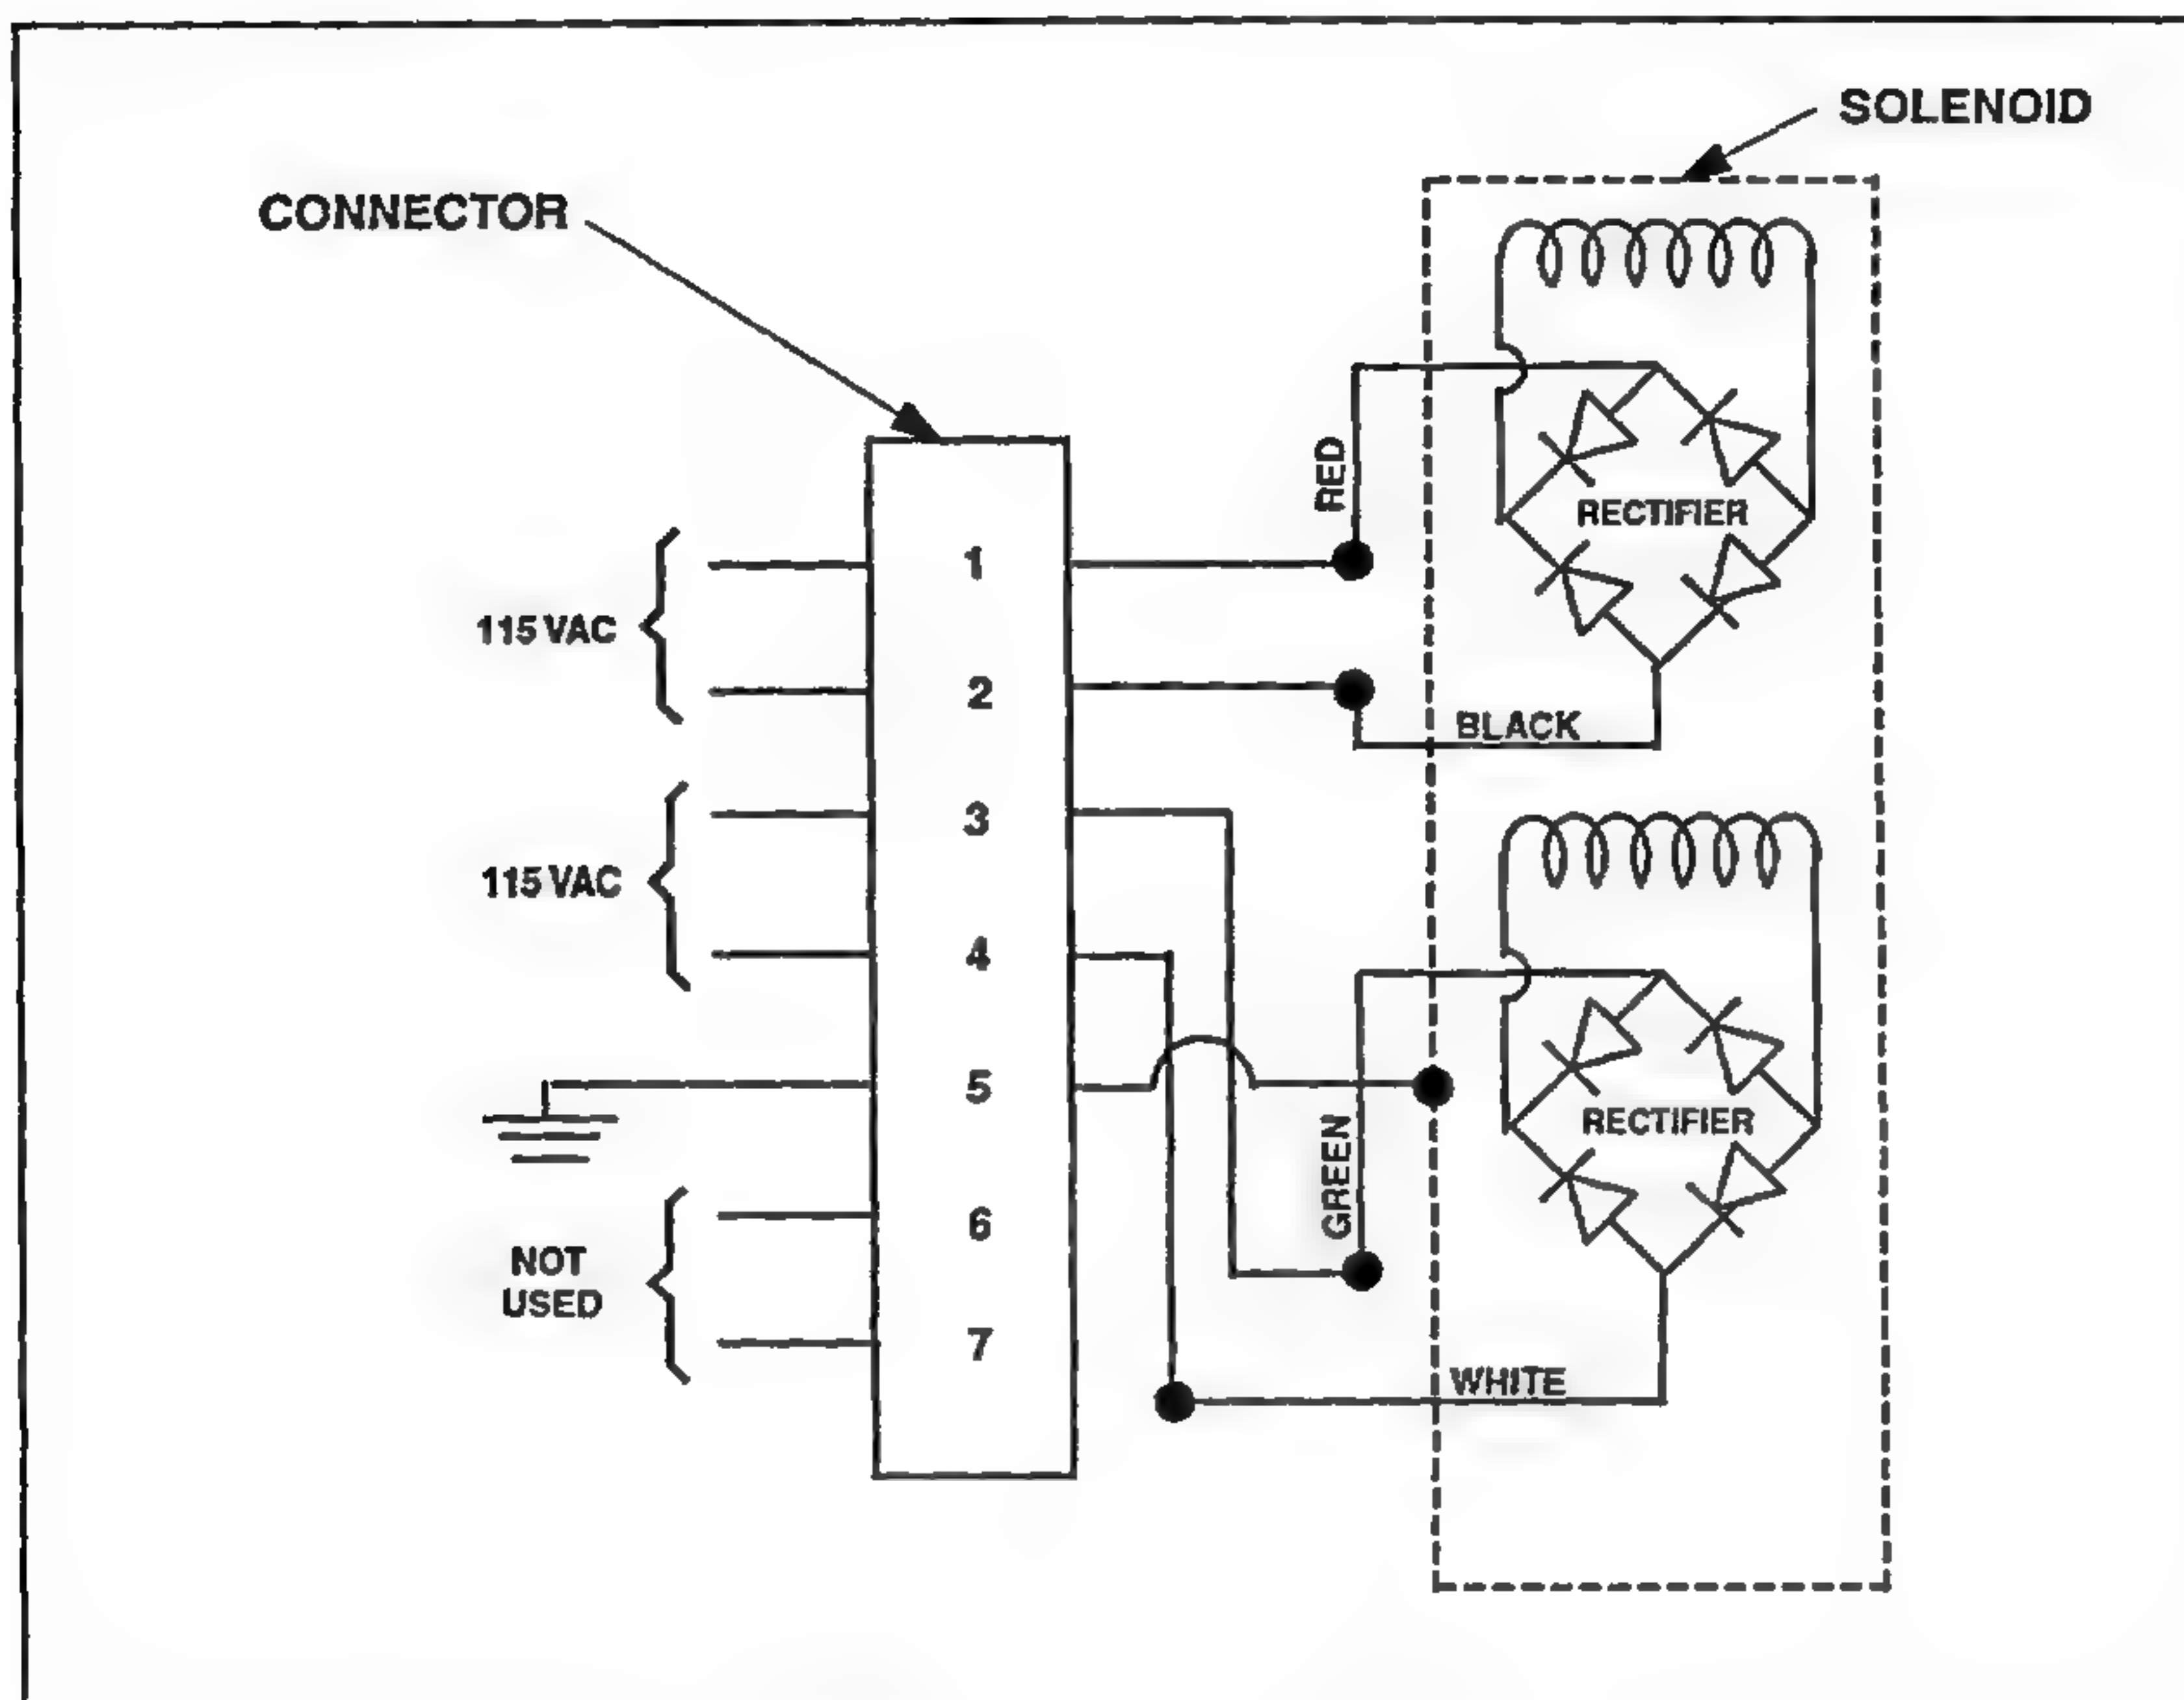 SOLENOID
CONNECTOR
RED
RECTIFIER
115 VAC
1
2
BLACK
3
115 VAC
4
5
GREEN
RECTIFIER
6
NOT
USED
7
WHITE